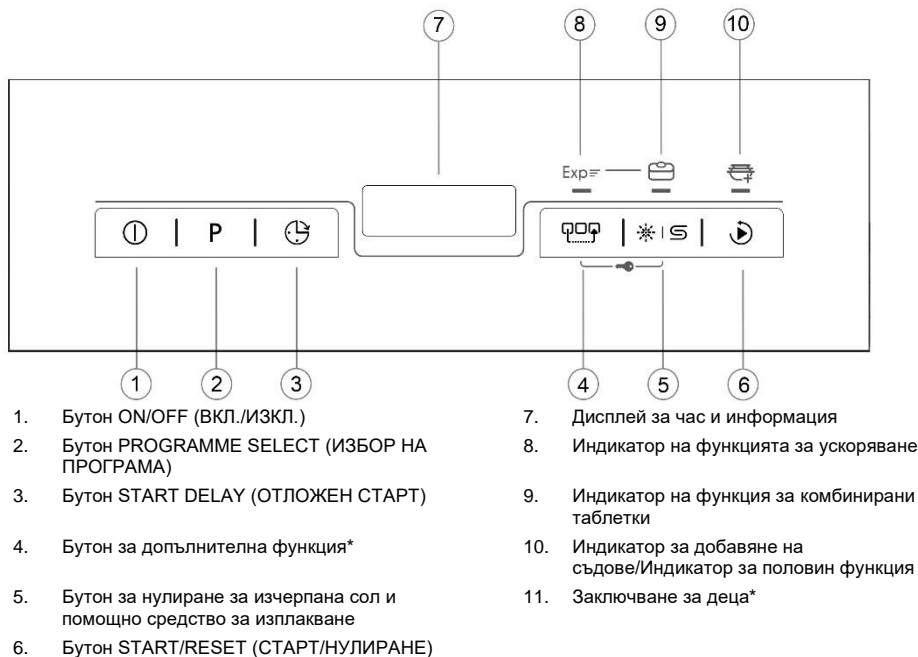 7
8
9
10
Exp
P
1
2
3
4
5
6
1. Бутон ON/OFF (ВКЛ./ИЗКЛ.)
2. Бутон PROGRAMME SELECT (ИЗБОР НА
ПРОГРАМА)
3. Бутон START DELAY (ОТЛОЖЕН СТАРТ)
4. Бутон за допълнителна функция*
5. Бутон за нулиране за изчерпана сол и
помощно средство за изплакване
6. Бутон START/RESET (СТАРТ/НУЛИРАНЕ)
7. Дисплей за час и информация
8. Индикатор на функцията за ускоряване
9. Индикатор на функция за комбинирани
таблетки
10. Индикатор за добавяне на
съдове/Индикатор за половин функция
11. Заключване за деца*